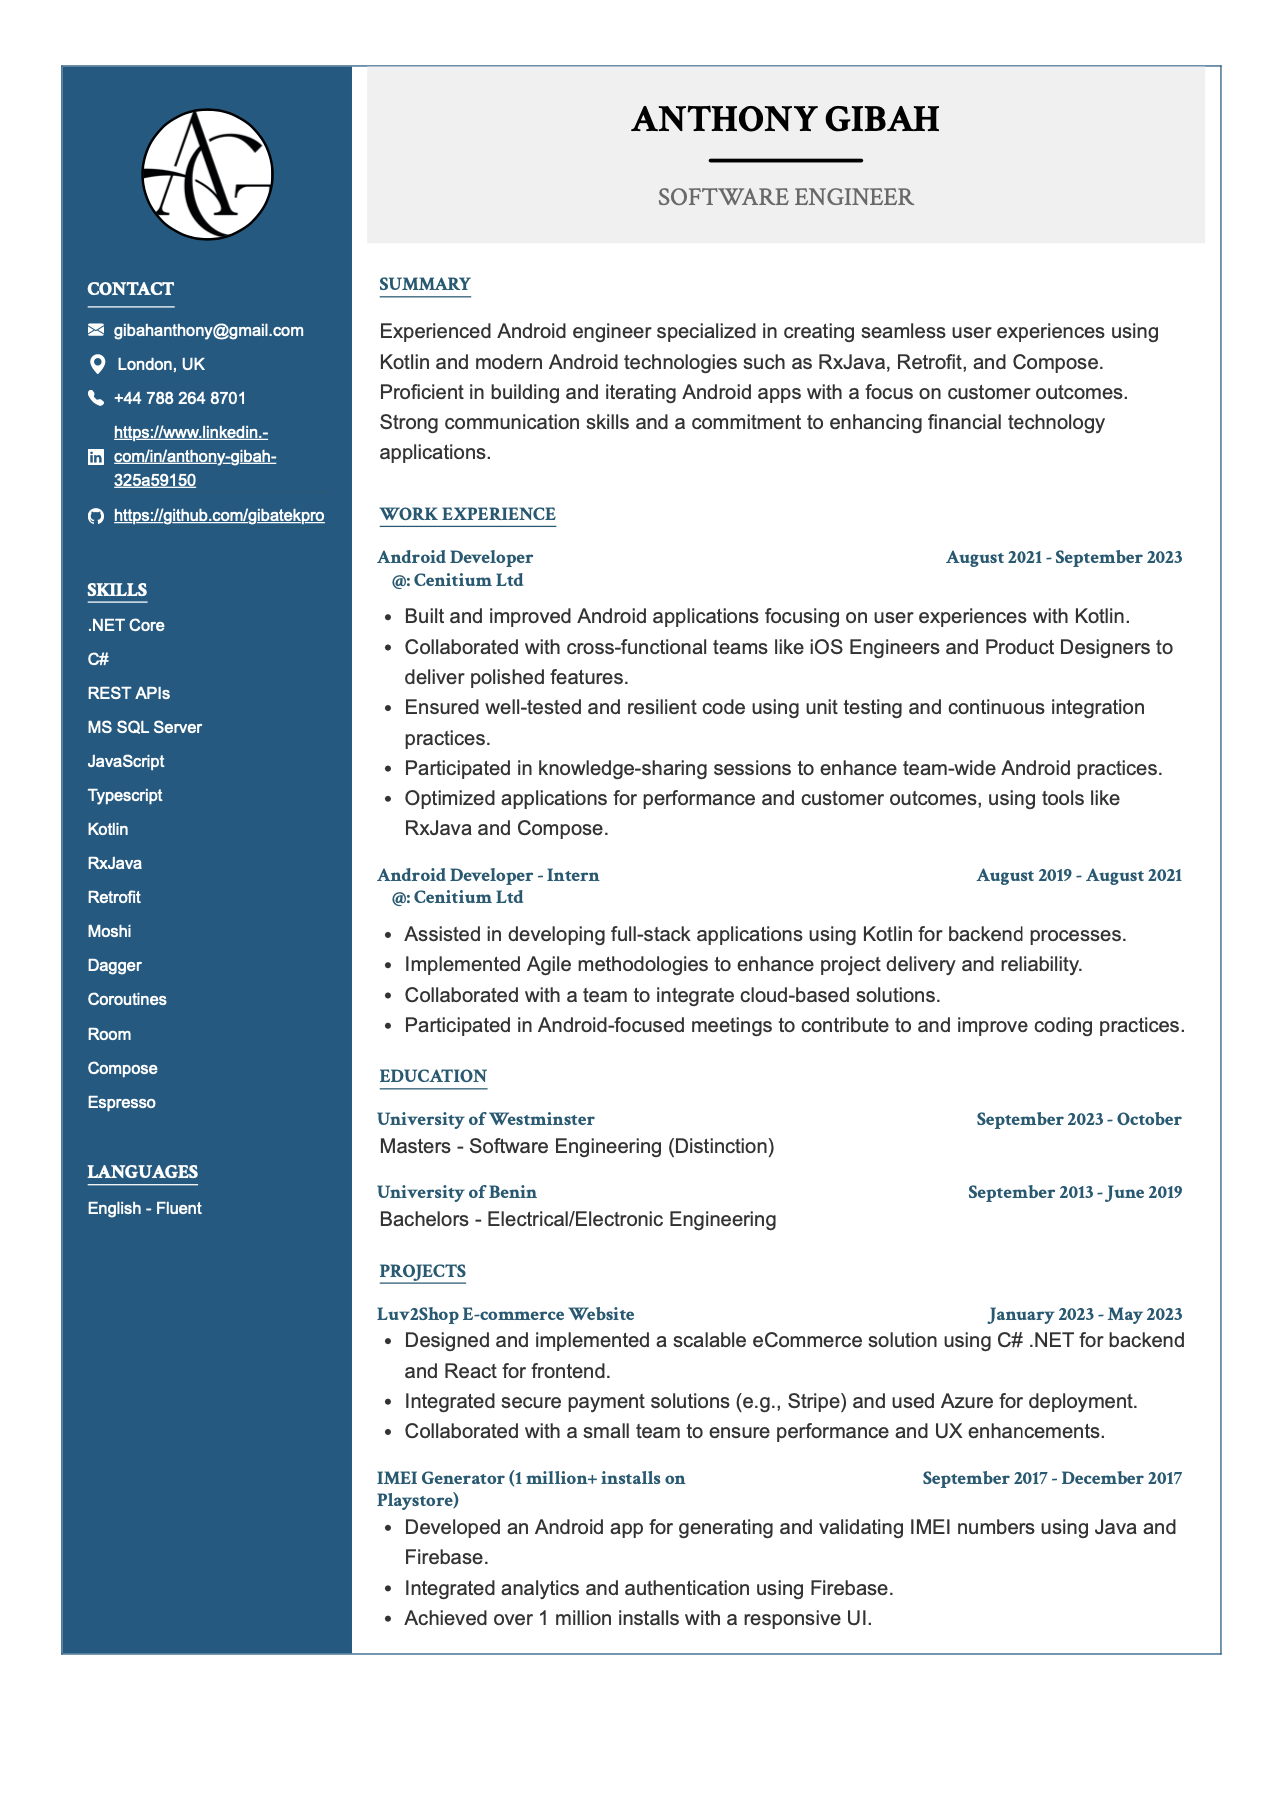 AG
CONTACT
gibahanthony@gmail.com
London, UK
+44 788 264 8701
https://www.linkedin.-
com/in/anthony-gibah-
325a59150
https://github.com/gibatekpro
SKILLS
.NET Core
C#
REST APIs
MS SQL Server
JavaScript
Typescript
Kotlin
RxJava
Retrofit
Moshi
Dagger
Coroutines
Room
Compose
Espresso
LANGUAGES
English - Fluent
ANTHONY GIBAH
SOFTWARE ENGINEER
SUMMARY
Experienced Android engineer specialized in creating seamless user experiences using
Kotlin and modern Android technologies such as RxJava, Retrofit, and Compose.
Proficient in building and iterating Android apps with a focus on customer outcomes.
Strong communication skills and a commitment to enhancing financial technology
applications.
WORK EXPERIENCE
Android Developer August 2021 - September 2023
@: Cenitium Ltd
• Built and improved Android applications focusing on user experiences with Kotlin.
• Collaborated with cross-functional teams like iOS Engineers and Product Designers to
deliver polished features.
• Ensured well-tested and resilient code using unit testing and continuous integration
practices.
• Participated in knowledge-sharing sessions to enhance team-wide Android practices.
• Optimized applications for performance and customer outcomes, using tools like
RxJava and Compose.
Android Developer - Intern August 2019 - August 2021
@: Cenitium Ltd
• Assisted in developing full-stack applications using Kotlin for backend processes.
• Implemented Agile methodologies to enhance project delivery and reliability.
• Collaborated with a team to integrate cloud-based solutions.
• Participated in Android-focused meetings to contribute to and improve coding practices.
EDUCATION
University of Westminster September 2023 - October
Masters - Software Engineering (Distinction)
University of Benin September 2013 - June 2019
Bachelors - Electrical/Electronic Engineering
PROJECTS
Luv2Shop E-commerce Website January 2023 - May 2023
• Designed and implemented a scalable eCommerce solution using C# .NET for backend
and React for frontend.
• Integrated secure payment solutions (e.g., Stripe) and used Azure for deployment.
• Collaborated with a small team to ensure performance and UX enhancements.
IMEI Generator (1 million+ installs on September 2017 - December 2017
Playstore)
• Developed an Android app for generating and validating IMEI numbers using Java and
Firebase.
• Integrated analytics and authentication using Firebase.
• Achieved over 1 million installs with a responsive UI.